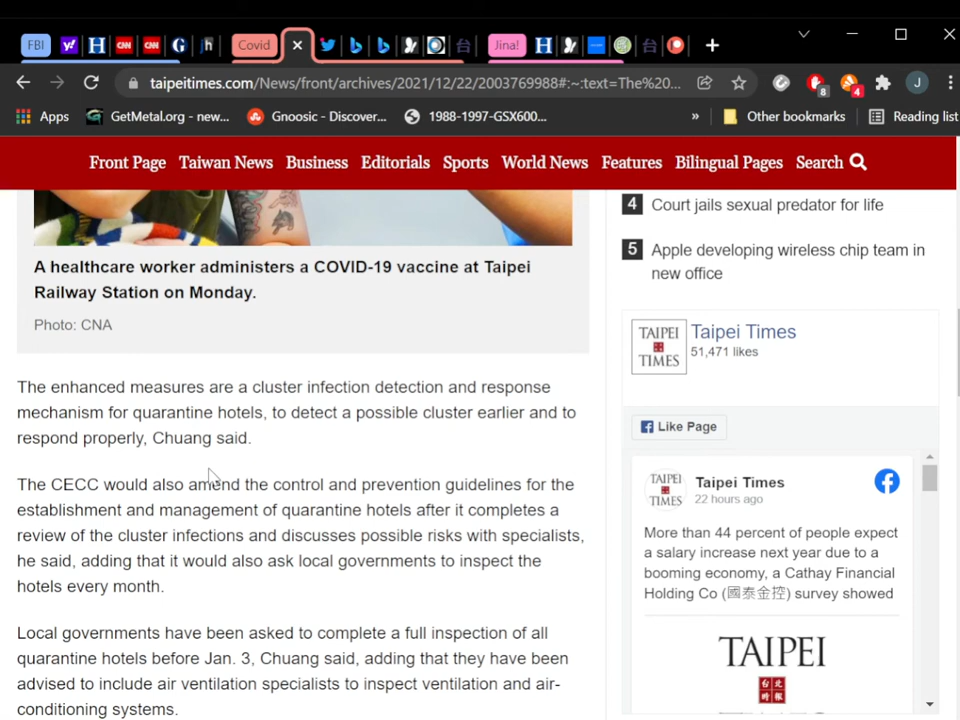 FBI
Covid
Jina!
taipeitimes.com/News/front/archives/2021/12/22/2003769988#:~:text=The%20...
8
4
J
Apps
GetMetal.org - new...
Gnoosic - Discover...
1988-1997-GSX600...
»
Other bookmarks
Reading list
Front Page
Taiwan News
Business
Editorials
Sports
World News
Features
Bilingual Pages
Search
A healthcare worker administers a COVID-19 vaccine at Taipei
Railway Station on Monday.
Photo: CNA
The enhanced measures are a cluster infection detection and response
mechanism for quarantine hotels, to detect a possible cluster earlier and to
respond properly, Chuang said.
The CECC would also amend the control and prevention guidelines for the
establishment and management of quarantine hotels after it completes a
review of the cluster infections and discusses possible risks with specialists,
he said, adding that it would also ask local governments to inspect the
hotels every month.
Local governments have been asked to complete a full inspection of all
quarantine hotels before Jan. 3, Chuang said, adding that they have been
advised to include air ventilation specialists to inspect ventilation and air-
conditioning systems.
4 Court jails sexual predator for life
5 Apple developing wireless chip team in
new office
TAIPEI
TIMES
Taipei Times
51,471 likes
Like Page
TAIPEI
TIMES
Taipei Times
22 hours ago
More than 44 percent of people expect
a salary increase next year due to a
booming economy, a Cathay Financial
Holding Co (國泰金控) survey showed
TAIPEI
台北時報